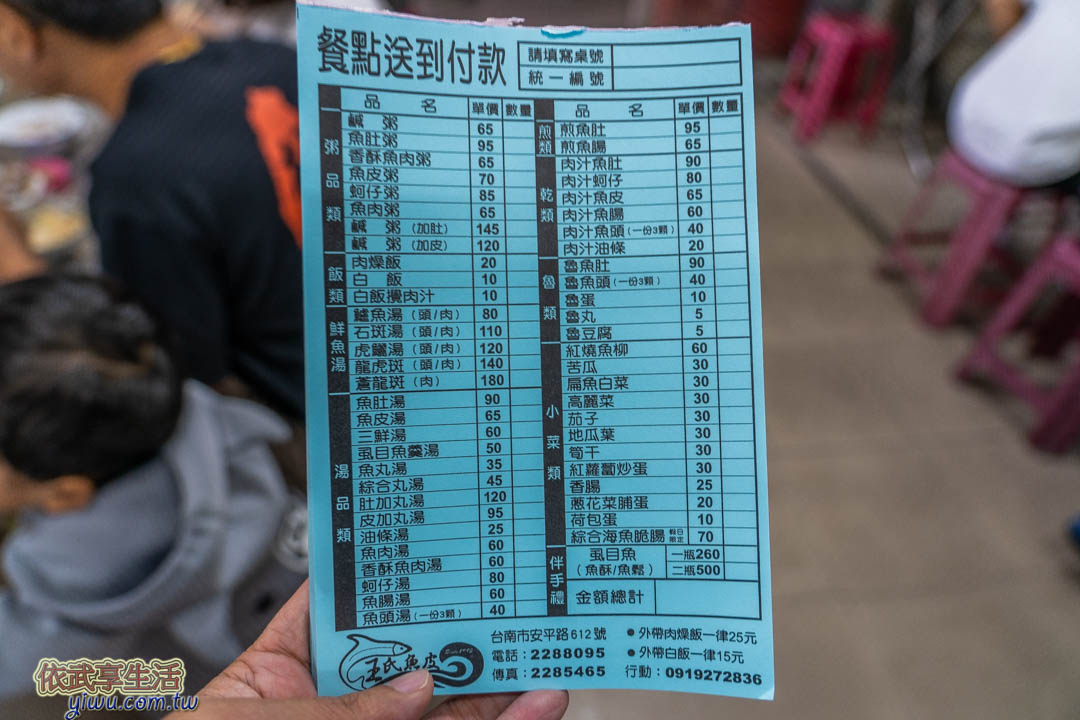 餐點送到付款
請填寫桌號
統一編號
品名 單價 數量
粥品類
鹹粥 65
魚肚粥 95
香酥魚肉粥 65
魚皮粥 70
蚵仔粥 85
魚肉粥 65
鹹粥（加肚） 145
鹹粥（加皮） 120
飯類
肉燥飯 20
白飯 10
白飯攪肉汁 10
鮮魚湯
鱸魚湯（頭/肉） 80
石斑湯（頭/肉） 110
虎鱺湯（頭/肉） 120
龍虎斑（頭/肉） 140
蒼龍斑（肉） 180
湯品類
魚肚湯 90
魚皮湯 65
三鮮湯 60
虱目魚羹湯 50
魚丸湯 35
綜合丸湯 45
肚加丸湯 120
皮加丸湯 95
油條湯 25
魚肉湯 60
香酥魚肉湯 60
蚵仔湯 80
魚腸湯 60
魚頭湯（一份3顆） 40
品名 單價 數量
煎類
煎魚肚 95
煎魚腸 65
乾類
肉汁魚肚 90
肉汁蚵仔 80
肉汁魚皮 65
肉汁魚腸 60
肉汁魚頭（一份3顆） 40
肉汁油條 20
魯類
魯魚肚 90
魯魚頭（一份3顆） 40
魯蛋 10
魯丸 5
魯豆腐 5
小菜類
紅燒魚柳 60
苦瓜 30
扁魚白菜 30
高麗菜 30
茄子 30
地瓜葉 30
筍干 30
紅蘿蔔炒蛋 30
香腸 25
蔥花菜脯蛋 20
荷包蛋 10
綜合海魚脆腸 假日限定 70
伴手禮
虱目魚（魚酥/魚鬆） 一瓶260
二瓶500
金額總計
王氏魚皮
台南市安平路612號
電話：2288095
傳真：2285465
●外帶肉燥飯一律25元
●外帶白飯一律15元
行動：0919272836
依武享生活
yiwu.com.tw